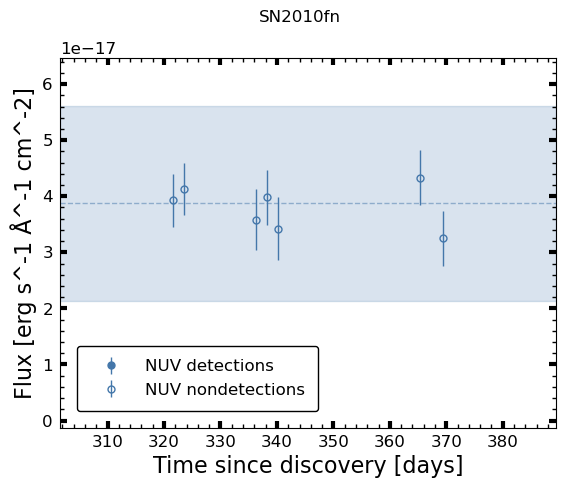 SN2010fn
1e−17
6
5
4
3
2
1
0
Flux [erg s^-1 Å^-1 cm^-2]
NUV detections
NUV nondetections
310 320 330 340 350 360 370 380
Time since discovery [days]